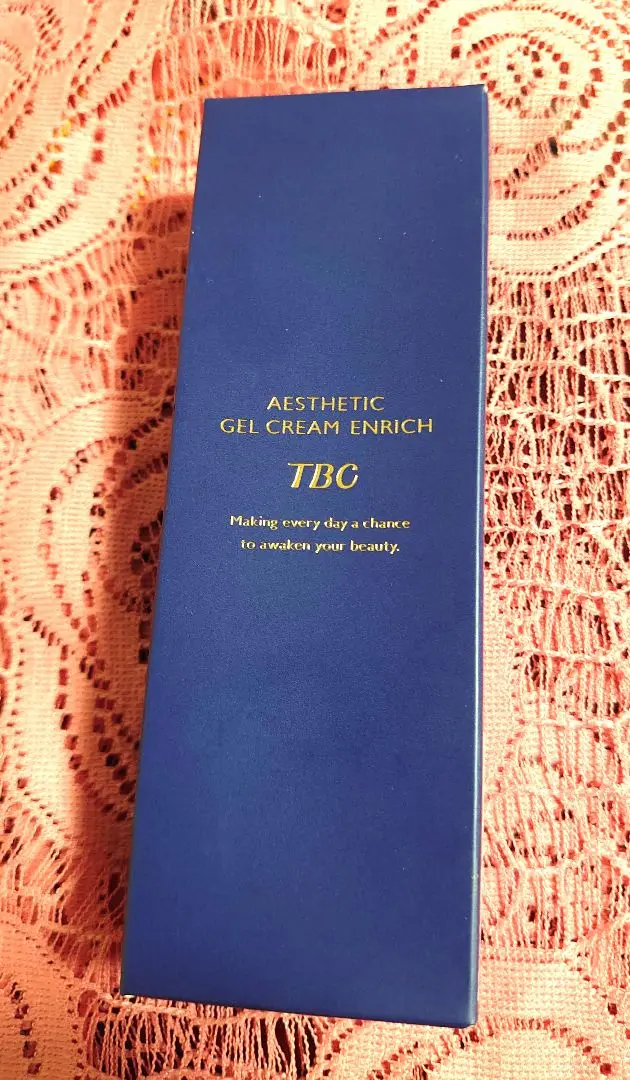 AESTHETIC
GEL CREAM ENRICH
TBC
Making every day a chance
to awaken your beauty.